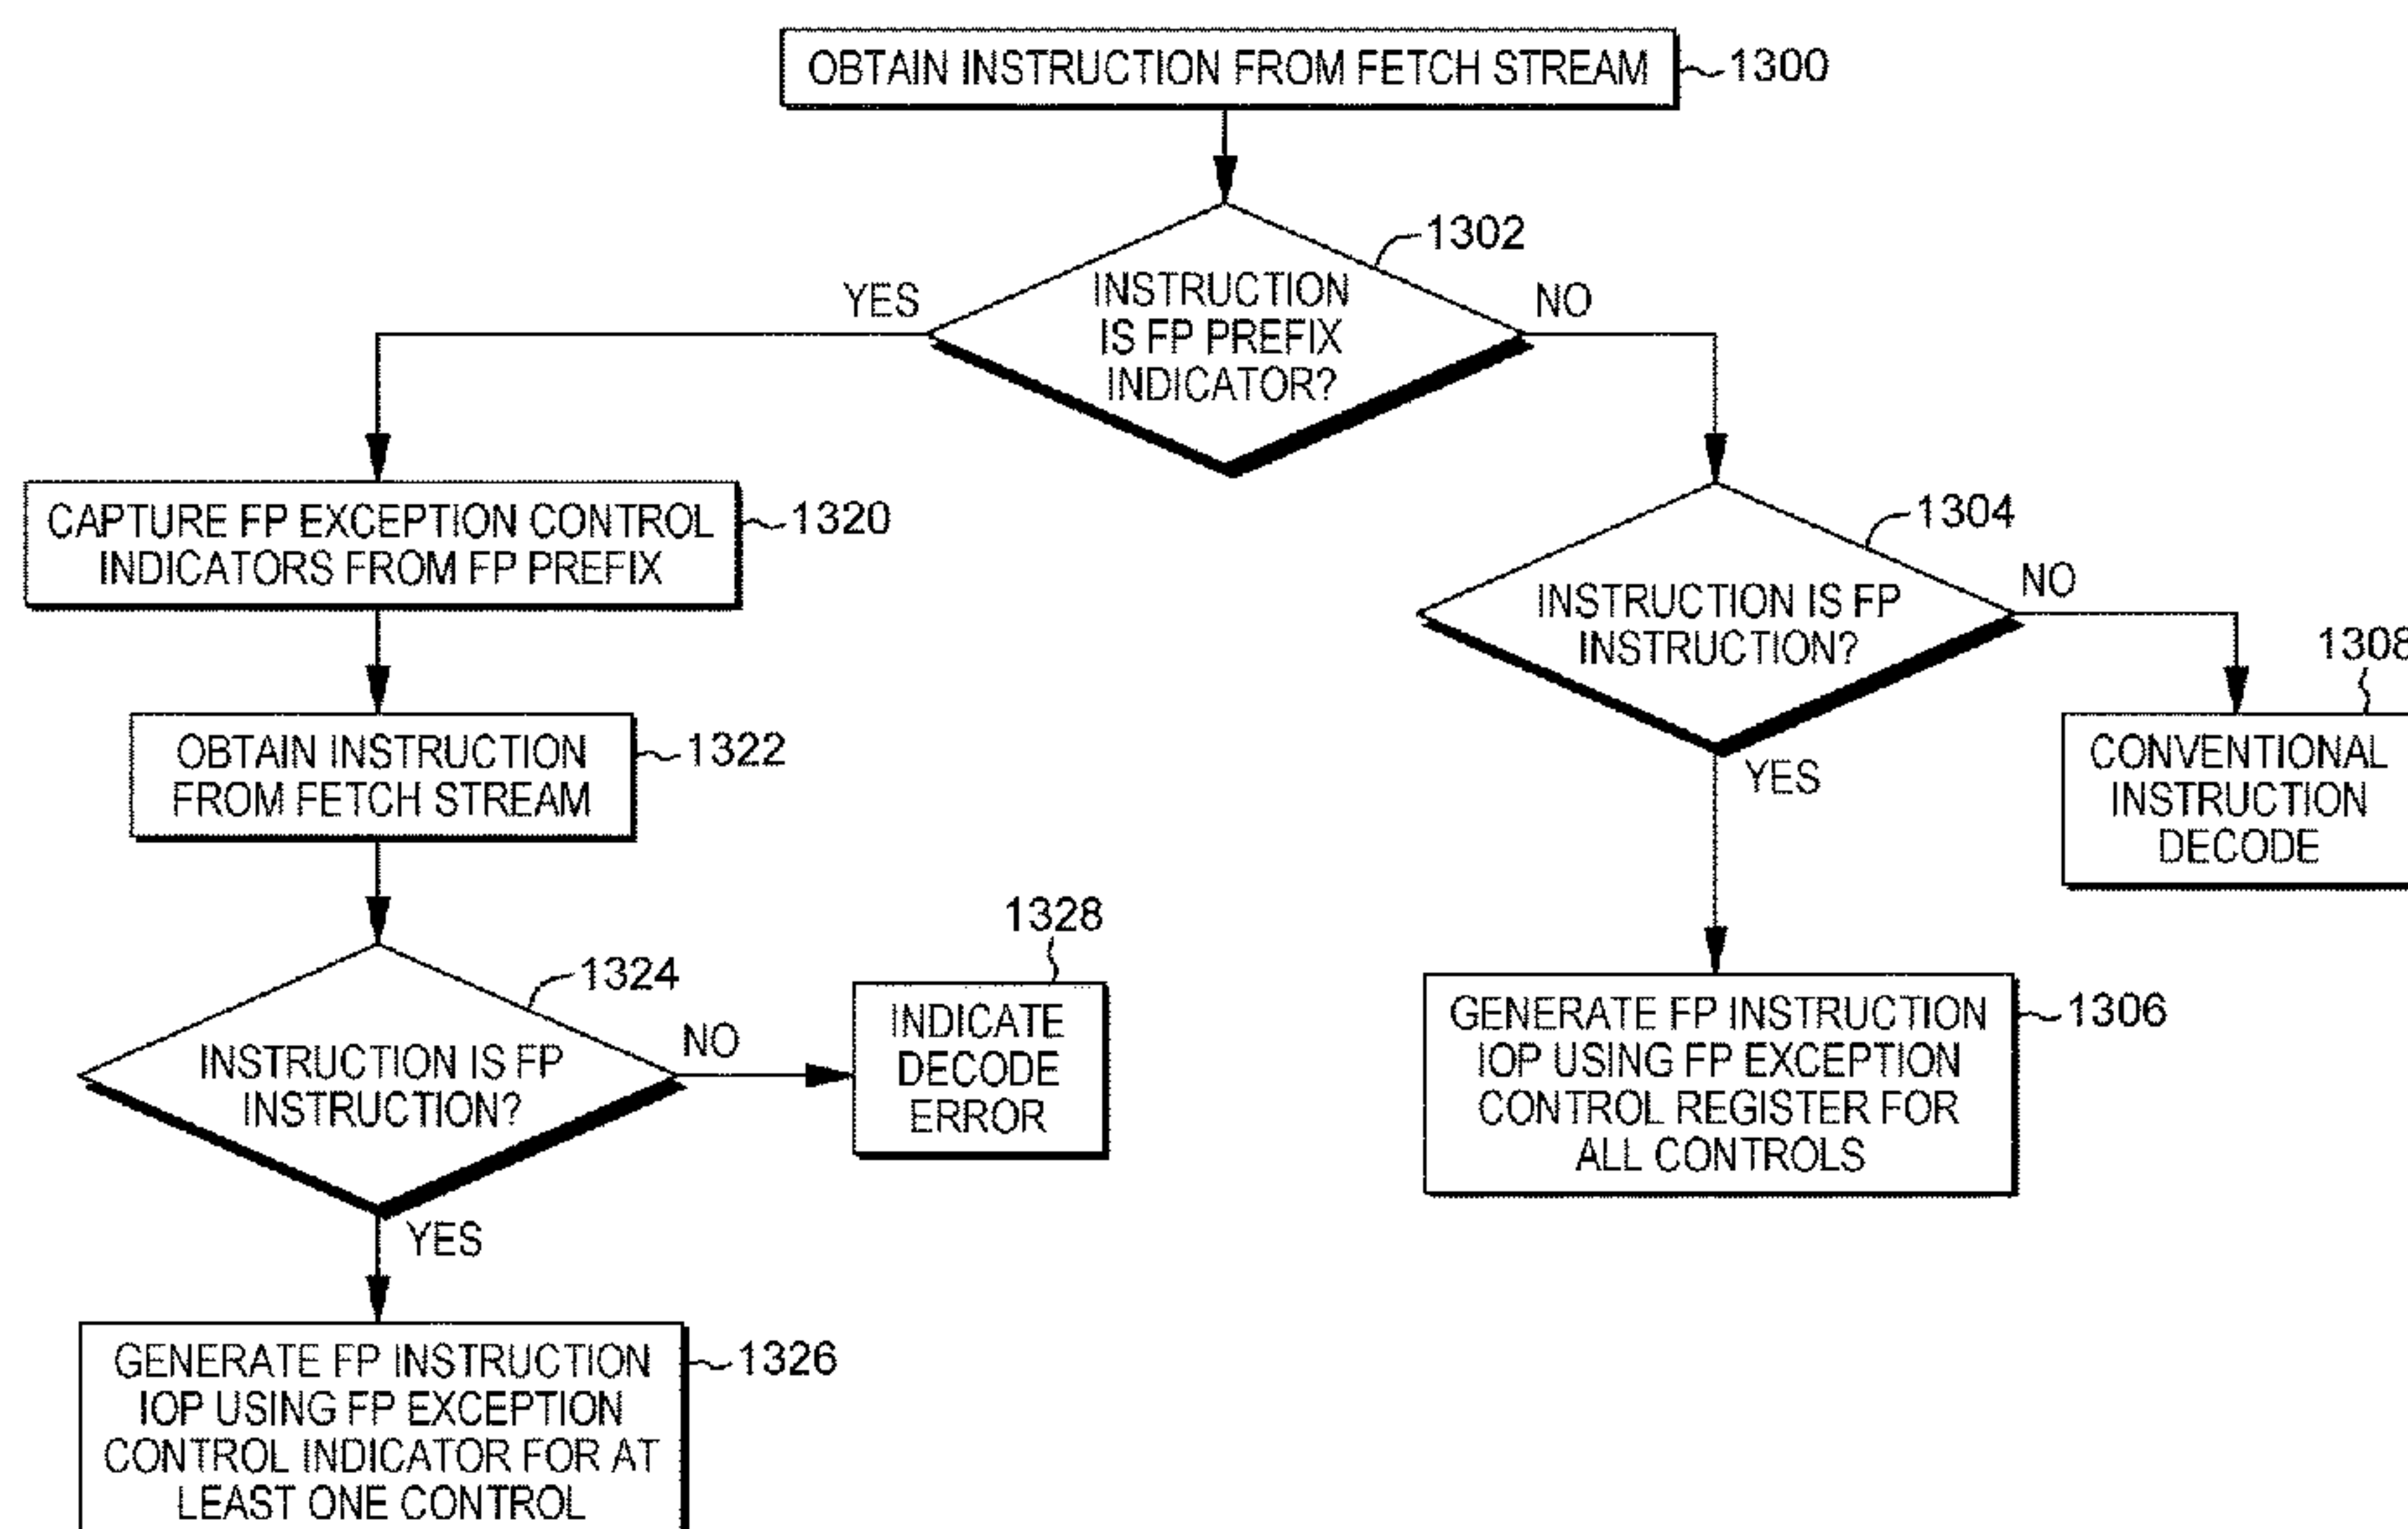 OBTAIN INSTRUCTION FROM FETCH STREAM
1300
1302
INSTRUCTION
IS FP PREFIX
INDICATOR?
YES
NO
CAPTURE FP EXCEPTION CONTROL
INDICATORS FROM FP PREFIX
1320
1304
INSTRUCTION IS FP
INSTRUCTION?
NO
YES
1308
CONVENTIONAL
INSTRUCTION
DECODE
OBTAIN INSTRUCTION
FROM FETCH STREAM
1322
1324
INSTRUCTION IS FP
INSTRUCTION?
NO
YES
1328
INDICATE
DECODE
ERROR
GENERATE FP INSTRUCTION
IOP USING FP EXCEPTION
CONTROL REGISTER FOR
ALL CONTROLS
1306
GENERATE FP INSTRUCTION
IOP USING FP EXCEPTION
CONTROL INDICATOR FOR AT
LEAST ONE CONTROL
1326